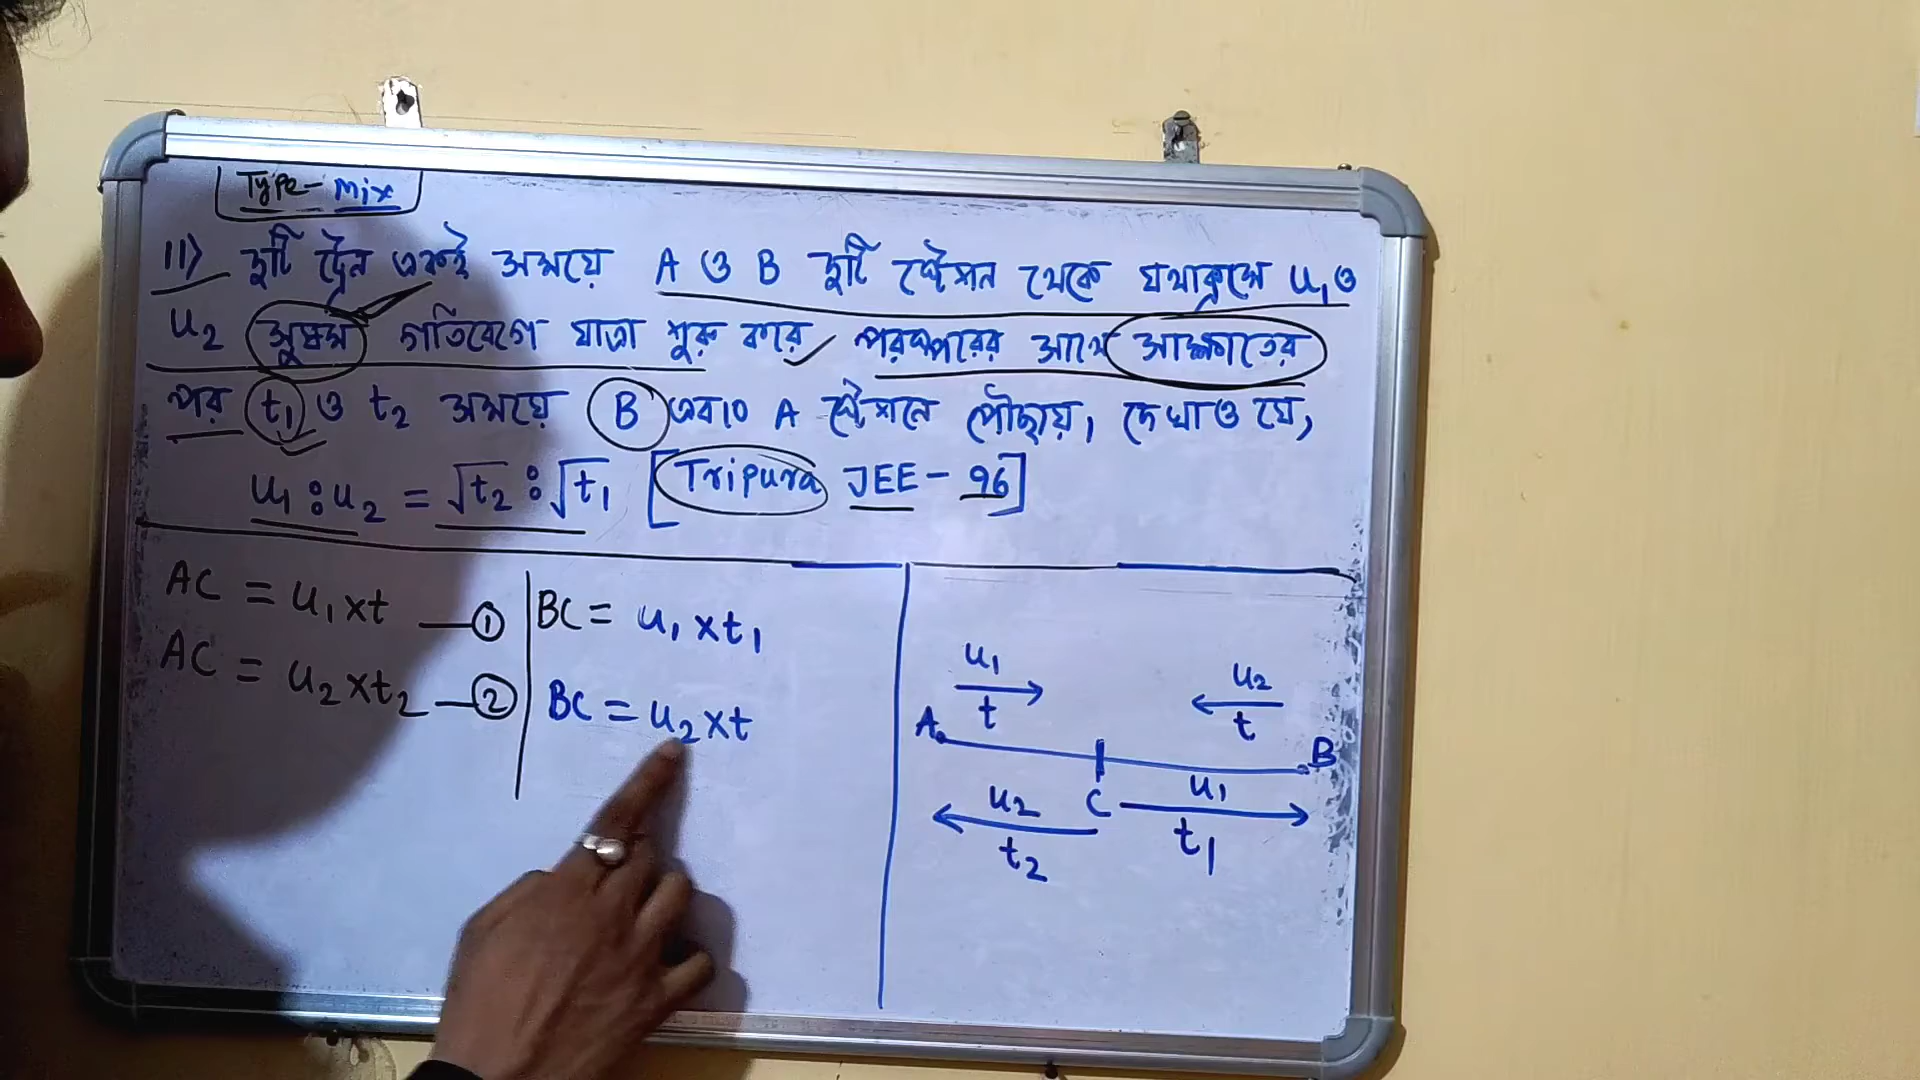 Type- Mix
11) দুটি ট্রেন একই সময়ে A ও B দুটি ষ্টেশন থেকে যথাক্রমে u₁ ও
u₂ সুষম গতিবেগে যাত্রা শুরু করে পরস্পরের সাথে সাক্ষাতের
পর t₁ ও t₂ সময়ে B এবং A ষ্টেশনে পৌঁছায়, দেখাও যে,
u₁ : u₂ = √t₂ : √t₁ [Tripura JEE - 96]
AC = u₁ × t —①
AC = u₂ × t₂ —②
BC = u₁ × t₁
BC = u₂ × t
u₁
t
u₂
t
A
B
C
u₂
t₂
u₁
t₁